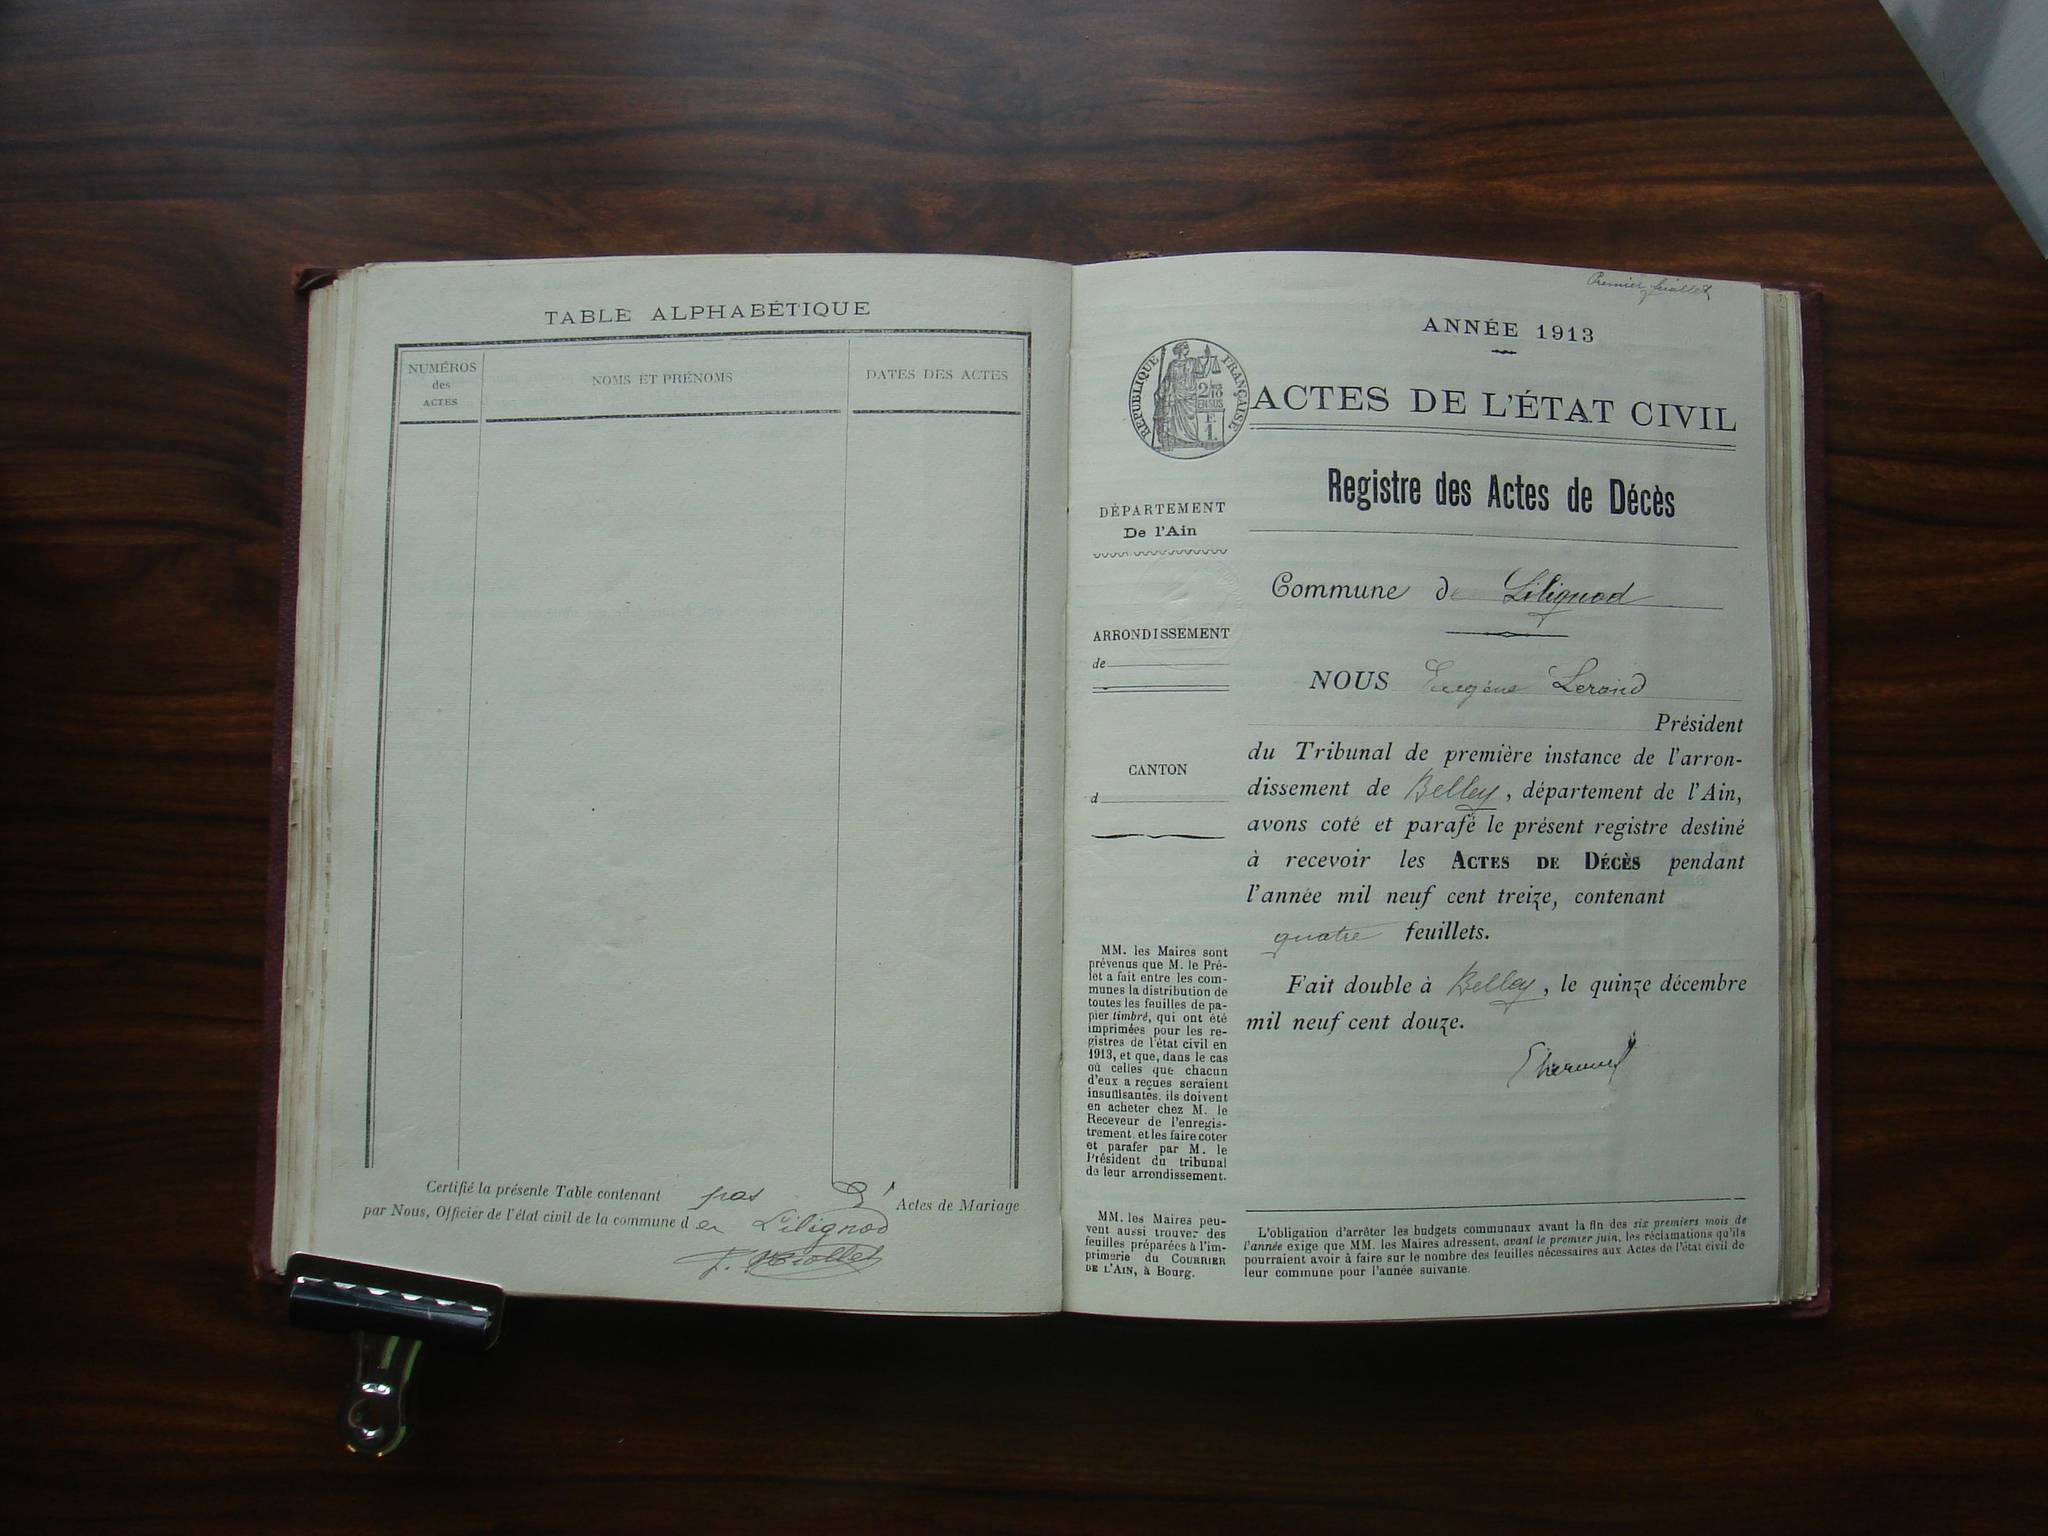 TABLE ALPHABÉTIQUE
NUMÉROS
des
ACTES
NOMS ET PRÉNOMS
DATES DES ACTES
Certifié la présente Table contenant pas d' Actes de Mariage
par Nous, Officier de l'état civil de la commune d en Lilignod
Premier feuillet
ANNÉE 1913
RÉPUBLIQUE FRANÇAISE
2/10
EN SUS
F.
1.
ACTES DE L'ÉTAT CIVIL
Registre des Actes de Décès
DÉPARTEMENT
De l'Ain
ARRONDISSEMENT
de
CANTON
d
MM. les Maires sont
prévenus que M. le Pré-
fet a fait entre les com-
munes la distribution de
toutes les feuilles de pa-
pier timbré, qui ont été
imprimées pour les re-
gistres de l'état civil en
1913, et que, dans le cas
où celles que chacun
d'eux a reçues seraient
insuffisantes, ils doivent
en acheter chez M. le
Receveur de l'enregis-
trement, et les faire coter
et parafer par M. le
Président du tribunal
de leur arrondissement.
MM. les Maires peu-
vent aussi trouver des
feuilles préparées à l'im-
primerie du COURRIER
DE L'AIN, à Bourg.
Commune de Lilignod
NOUS Eugène
Président
du Tribunal de première instance de l'arron-
dissement de Belley, département de l'Ain,
avons coté et parafé le présent registre destiné
à recevoir les ACTES DE DÉCÈS pendant
l'année mil neuf cent treize, contenant
quatre feuillets.
Fait double à Belley, le quinze décembre
mil neuf cent douze.
L'obligation d'arrêter les budgets communaux avant la fin des six premiers mois de
l'année exige que MM. les Maires adressent, avant le premier juin, les réclamations qu'ils
pourraient avoir à faire sur le nombre des feuilles nécessaires aux Actes de l'état civil de
leur commune pour l'année suivante.